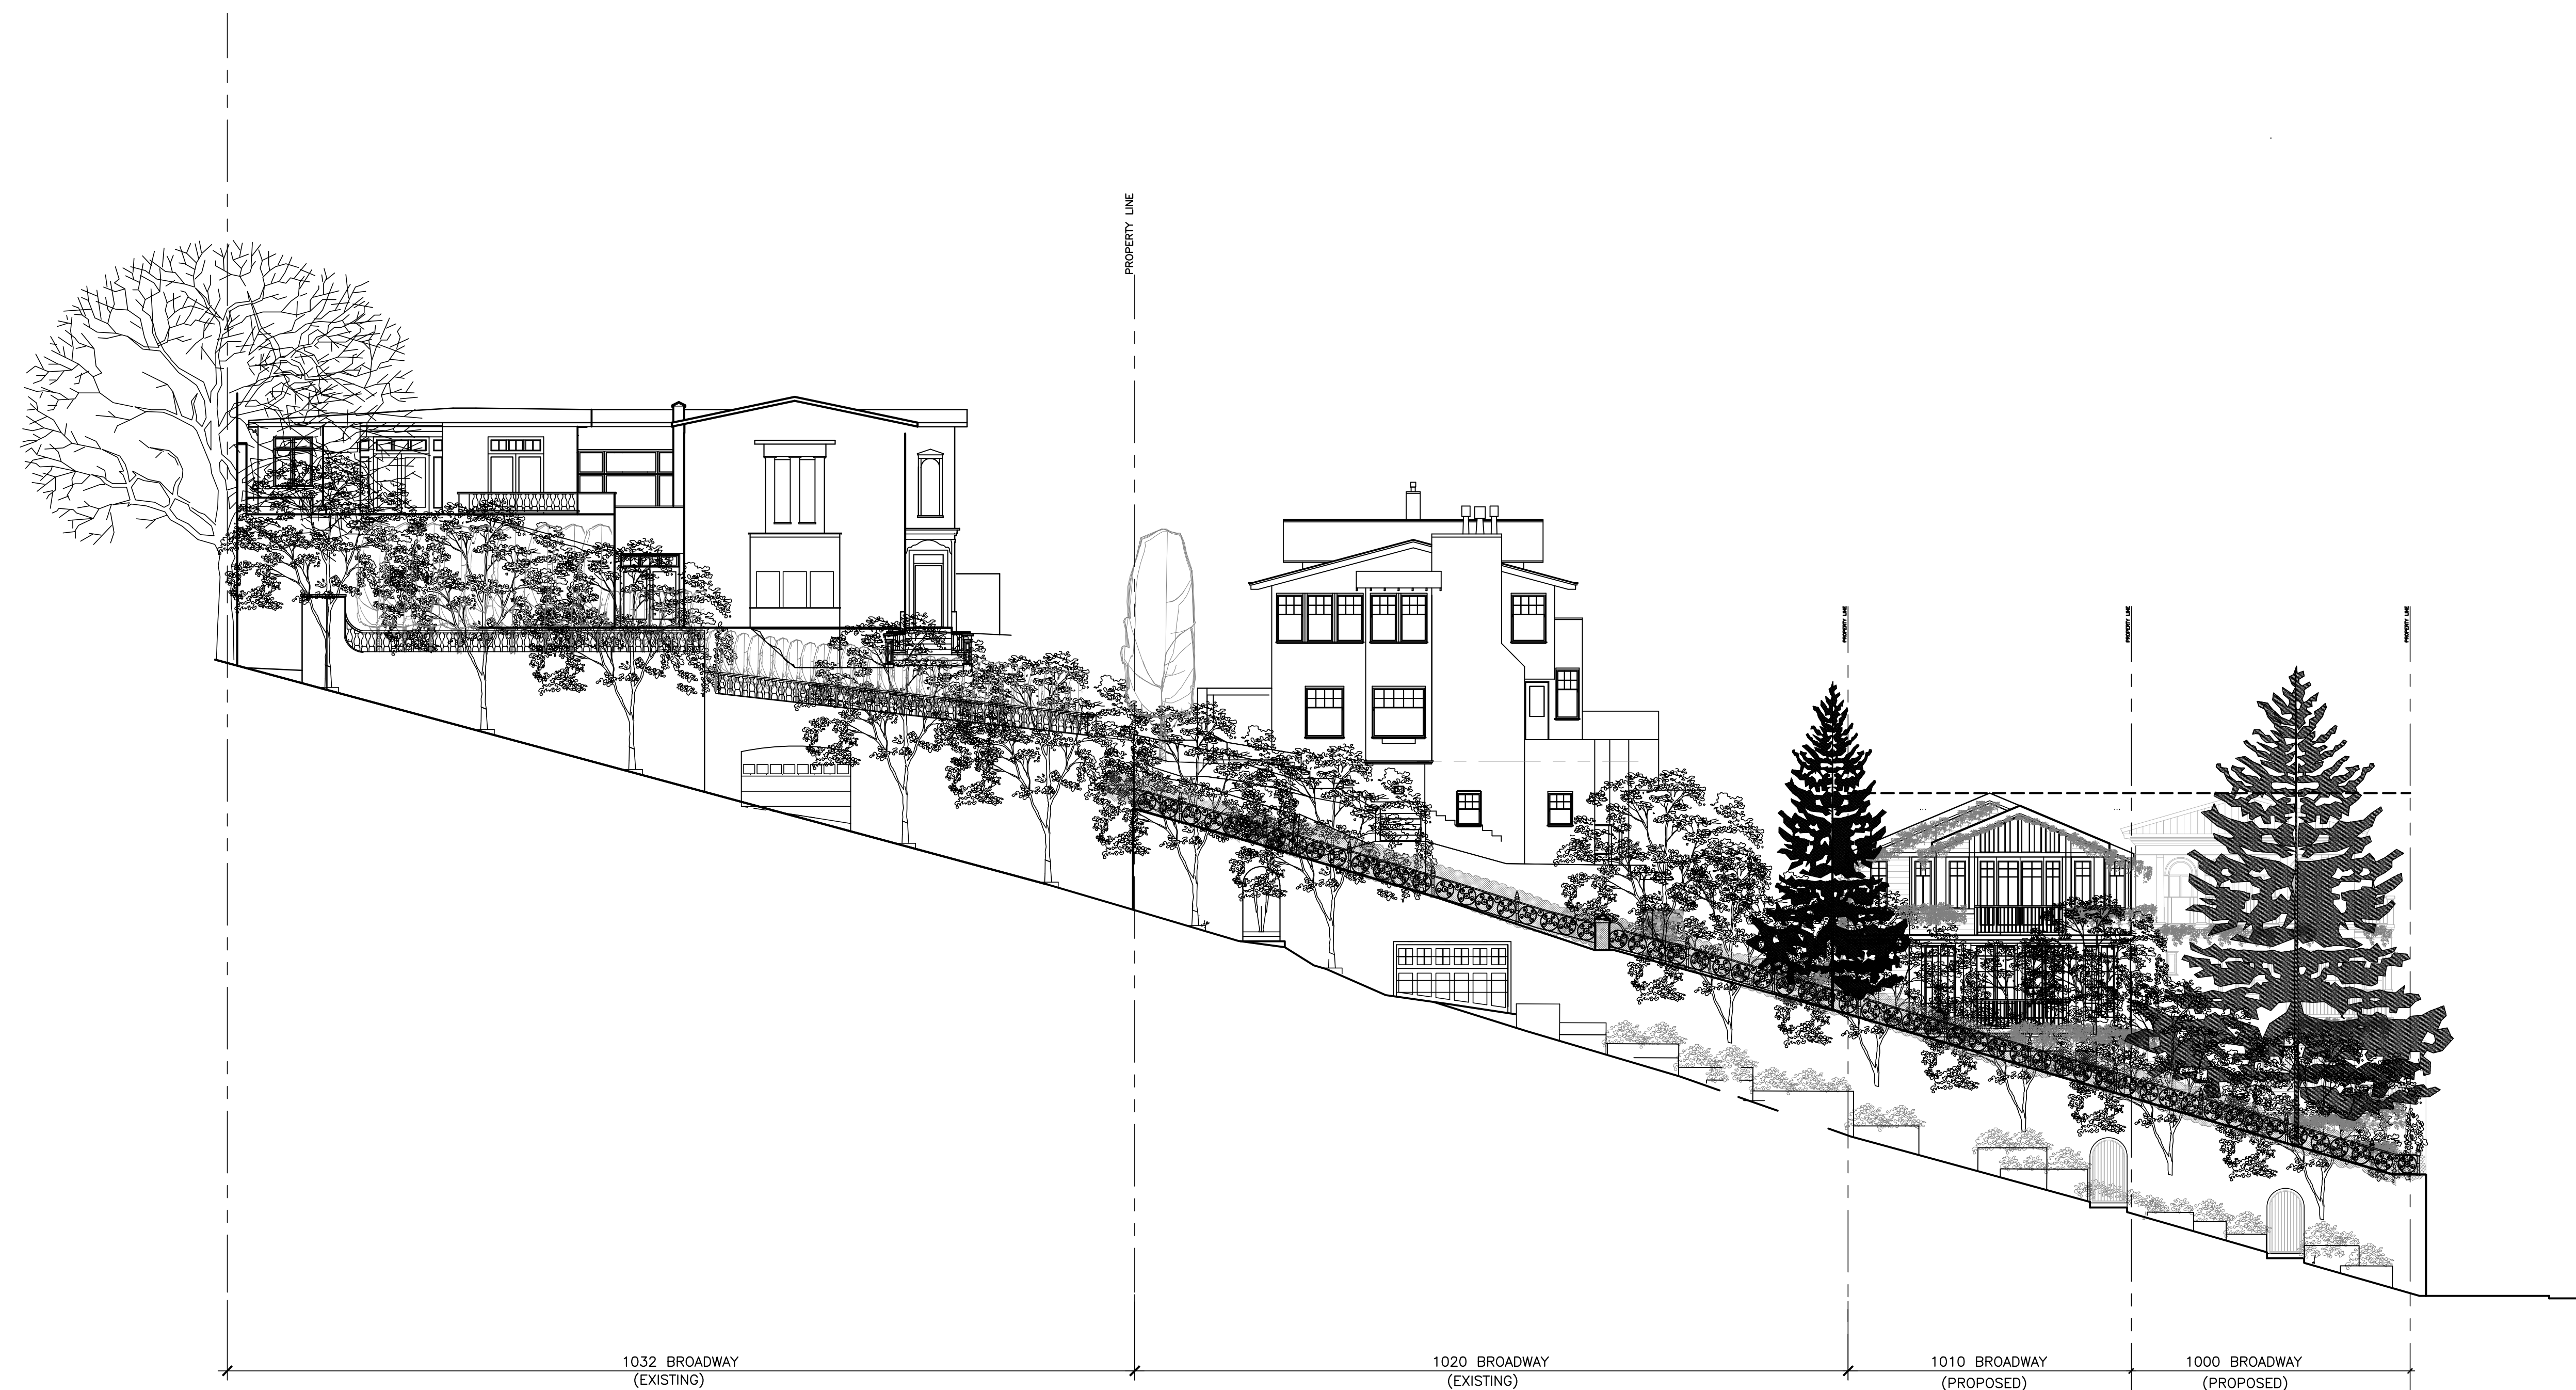 PROPERTY LINE
PROPERTY LINE
PROPERTY LINE
PROPERTY LINE
1032 BROADWAY
(EXISTING)
1020 BROADWAY
(EXISTING)
1010 BROADWAY
(PROPOSED)
1000 BROADWAY
(PROPOSED)